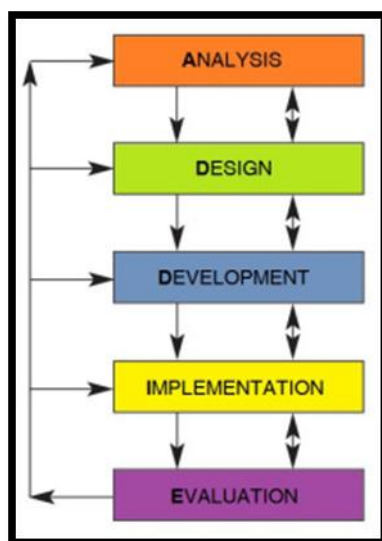 ANALYSIS
DESIGN
DEVELOPMENT
IMPLEMENTATION
EVALUATION